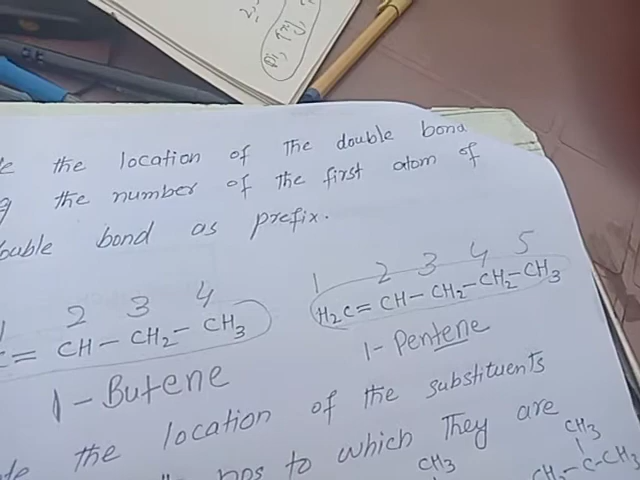 the location of the double bond
the number of the first atom of
double bond as prefix.
1 2 3 4 5
H2C=CH-CH2-CH2-CH3
1-Pentene
2 3 4
CH-CH2-CH3
1-Butene
the location of the substituents
to which they are
CH3
CH3
CH2-C-CH3